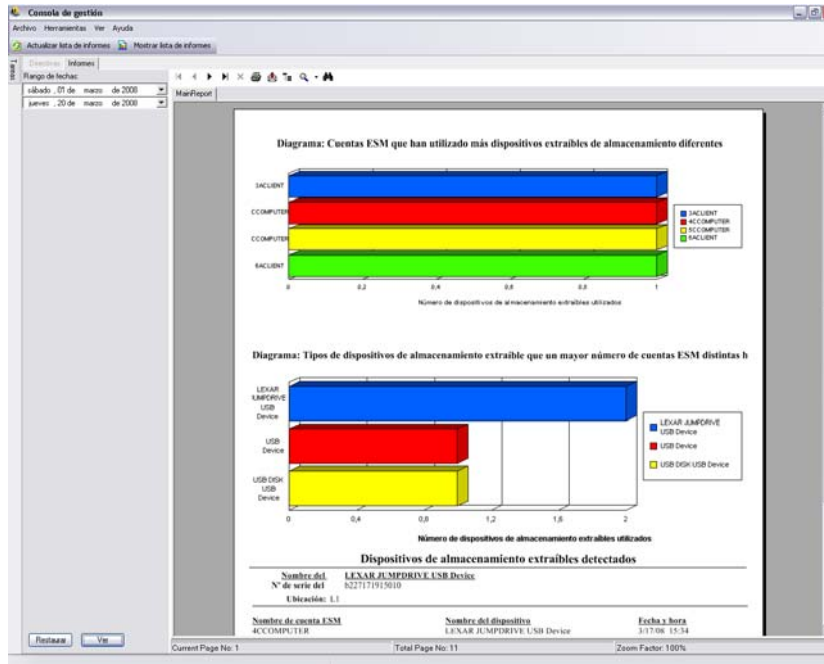 Consola de gestión
Archivo Herramientas Ver Ayuda
Actualizar lista de informes Mostrar lista de informes
Tareas
Directivas Informes
Rango de fechas:
sábado , 01 de marzo de 2008
jueves , 20 de marzo de 2008
MainReport
Diagrama: Cuentas ESM que han utilizado más dispositivos extraíbles de almacenamiento diferentes
3ACLIENT
CCOMPUTER
CCOMPUTER
6ACLIENT
0 0,2 0,4 0,6 0,8 1
Número de dispositivos de almacenamiento extraíbles utilizados
3ACLIENT
4CCOMPUTER
5CCOMPUTER
6ACLIENT
Diagrama: Tipos de dispositivos de almacenamiento extraíble que un mayor número de cuentas ESM distintas h
LEXAR
IUMPDRIVE
USB
Device
USB
Device
USB DISK
USB
Device
0 0,4 0,8 1,2 1,6 2
Número de dispositivos de almacenamiento extraíbles utilizados
LEXAR JUMPDRIVE
USB Device
USB Device
USB DISK USB Device
Dispositivos de almacenamiento extraíbles detectados
Nombre del LEXAR JUMPDRIVE USB Device
Nº de serie del b227171915010
Ubicación: L1
Nombre de cuenta ESM Nombre del dispositivo Fecha y hora
4CCOMPUTER LEXAR JUMPDRIVE USB Device 3/17/08 15:34
Restaurar Ver
Current Page No: 1 Total Page No: 11 Zoom Factor: 100%